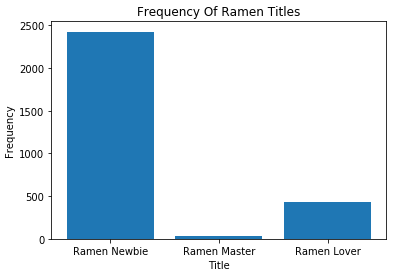 Frequency Of Ramen Titles
2500
2000
1500
1000
500
0
Frequency
Ramen Newbie Ramen Master Ramen Lover
Title